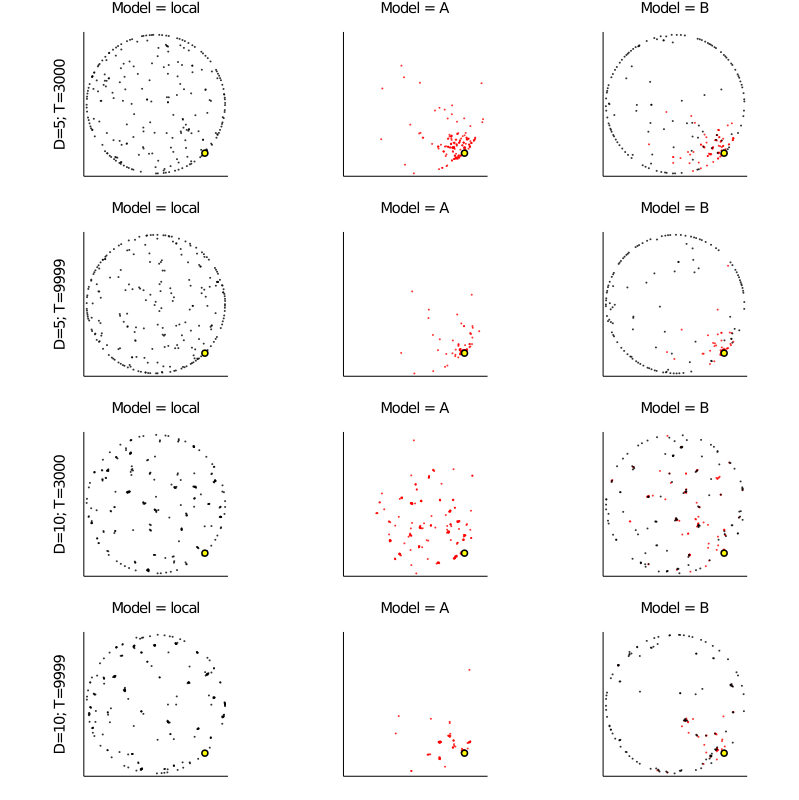 Model = local
Model = A
Model = B
D=5; T=3000
Model = local
Model = A
Model = B
D=5; T=9999
Model = local
Model = A
Model = B
D=10; T=3000
Model = local
Model = A
Model = B
D=10; T=9999